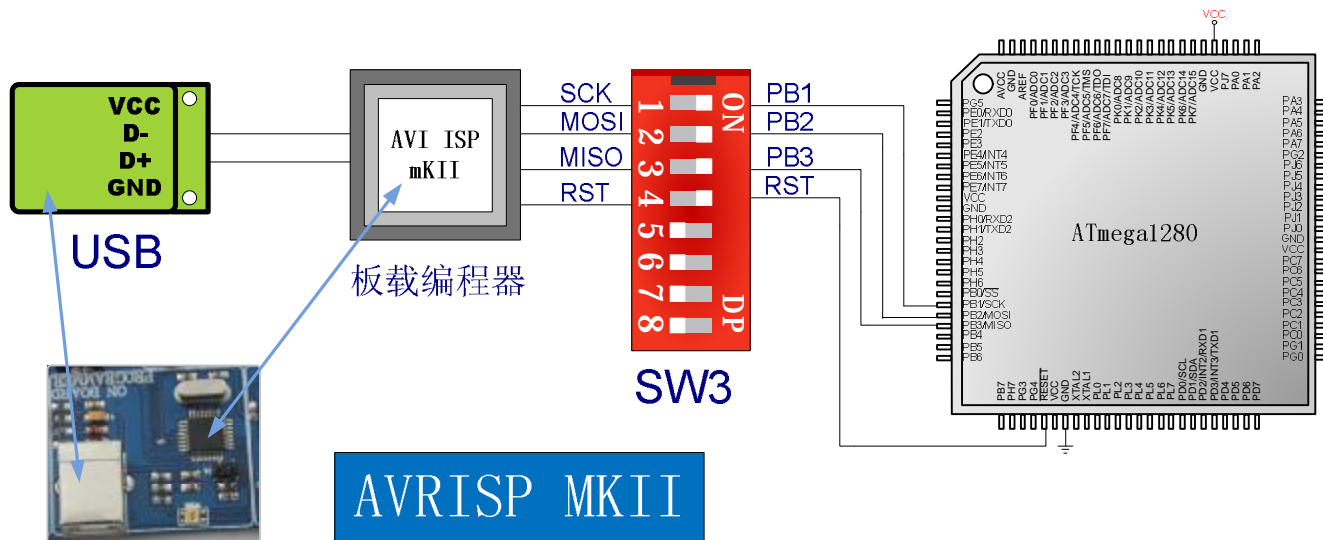 VCC
VCC
D-
D+
GND
USB
AVI ISP
mKII
板载编程器
SCK
MOSI
MISO
RST
1
2
3
4
5
6
7
8
ON
DP
SW3
PB1
PB2
PB3
RST
AVCC
GND
AREF
PF0/ADC0
PF1/ADC1
PF2/ADC2
PF3/ADC3
PF4/ADC4/TCK
PF5/ADC5/TMS
PF6/ADC6/TDO
PF7/ADC7/TDI
PK0/ADC8
PK1/ADC9
PK2/ADC10
PK3/ADC11
PK4/ADC12
PK5/ADC13
PK6/ADC14
PK7/ADC15
GND
VCC
PJ7
PA0
PA1
PA2
PG5
PE0/RXD0
PE1/TXD0
PE2
PE3
PE4/INT4
PE5/INT5
PE6/INT6
PE7/INT7
VCC
GND
PH0/RXD2
PH1/TXD2
PH2
PH3
PH4
PH5
PH6
PB0/SS
PB1/SCK
PB2/MOSI
PB3/MISO
PB4
PB5
PB6
ATmega1280
PA3
PA4
PA5
PA6
PA7
PG2
PJ6
PJ5
PJ4
PJ3
PJ2
PJ1
PJ0
GND
VCC
PC7
PC6
PC5
PC4
PC3
PC2
PC1
PC0
PG1
PG0
PB7
PH7
PG3
PG4
RESET
VCC
GND
XTAL2
XTAL1
PL0
PL1
PL2
PL3
PL4
PL5
PL6
PL7
PD0/SCL
PD1/SDA
PD2/INT2/RXD1
PD3/INT3/TXD1
PD4
PD5
PD6
PD7
ON BOARD
AVRISP MKII